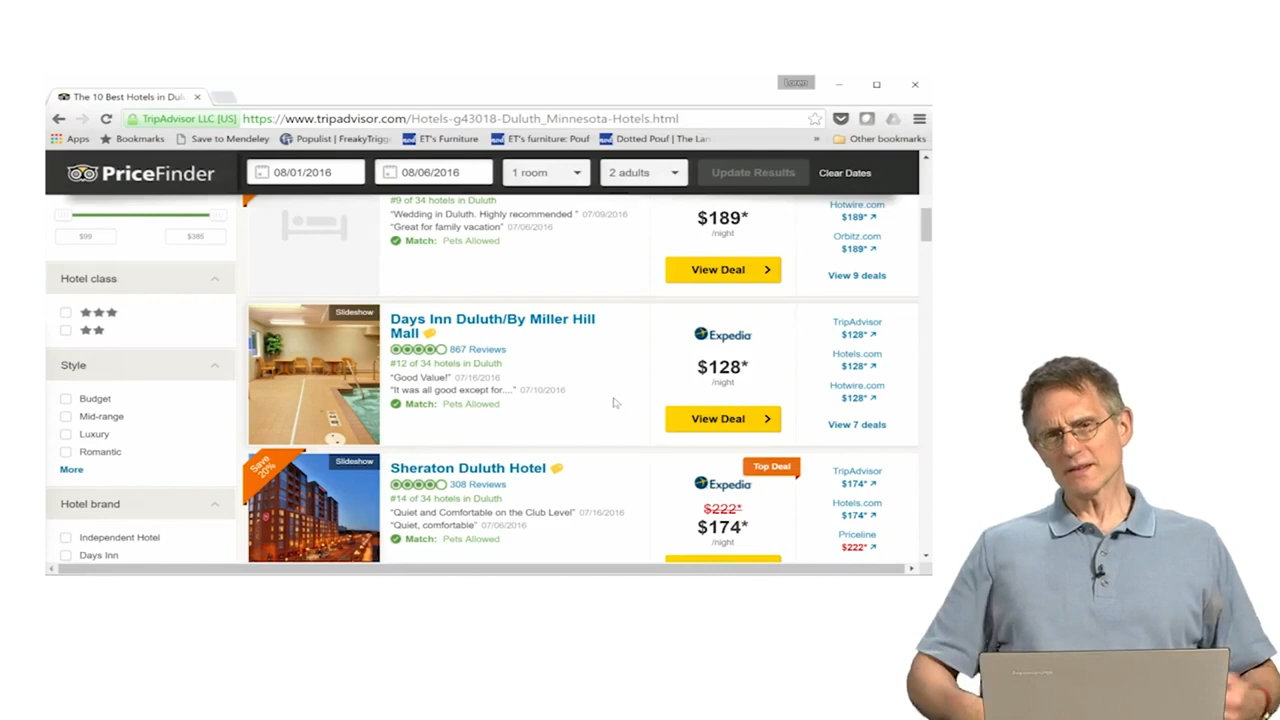 Loren
The 10 Best Hotels in Dulu
TripAdvisor LLC [US] https://www.tripadvisor.com/Hotels-g43018-Duluth_Minnesota-Hotels.html
Apps Bookmarks Save to Mendeley Populist | FreakyTrigg ET's Furniture ET's furniture: Pouf Dotted Pouf | The Lan » Other bookmarks
PriceFinder 08/01/2016 08/06/2016 1 room 2 adults Update Results Clear Dates
$99 $385
Hotel class
Style
Budget
Mid-range
Luxury
Romantic
More
Hotel brand
Independent Hotel
Days Inn
#9 of 34 hotels in Duluth
"Wedding in Duluth. Highly recommended " 07/09/2016
"Great for family vacation" 07/06/2016
Match: Pets Allowed
$189*
/night
View Deal
Hotwire.com
$189*
Orbitz.com
$189*
View 9 deals
Slideshow
Days Inn Duluth/By Miller Hill
Mall
867 Reviews
#12 of 34 hotels in Duluth
"Good Value!" 07/16/2016
"It was all good except for...." 07/10/2016
Match: Pets Allowed
Expedia
$128*
/night
View Deal
TripAdvisor
$128*
Hotels.com
$128*
Hotwire.com
$128*
View 7 deals
Save
20%
Slideshow
Sheraton Duluth Hotel
308 Reviews
#14 of 34 hotels in Duluth
"Quiet and Comfortable on the Club Level" 07/16/2016
"Quiet, comfortable" 07/06/2016
Match: Pets Allowed
Top Deal
Expedia
$222*
$174*
/night
TripAdvisor
$174*
Hotels.com
$174*
Priceline
$222*